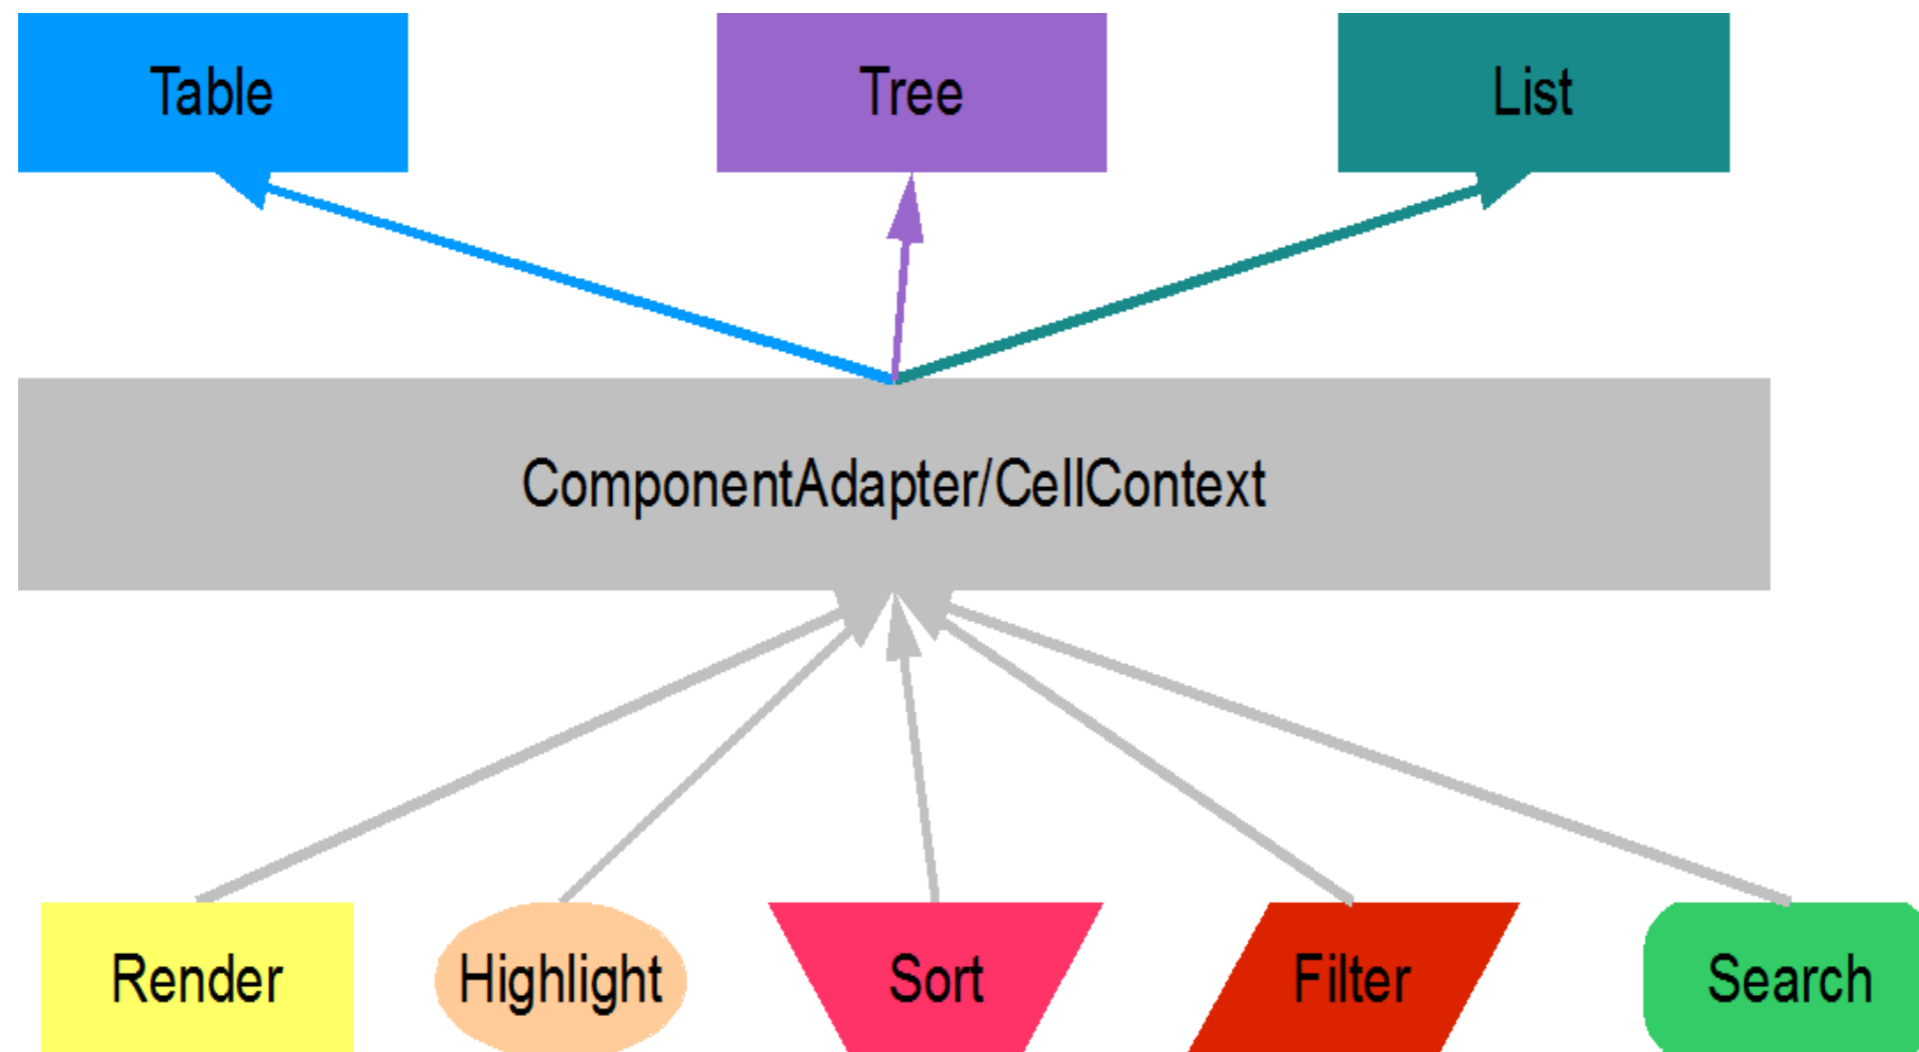 Table
Tree
List
ComponentAdapter/CellContext
Render
Highlight
Sort
Filter
Search